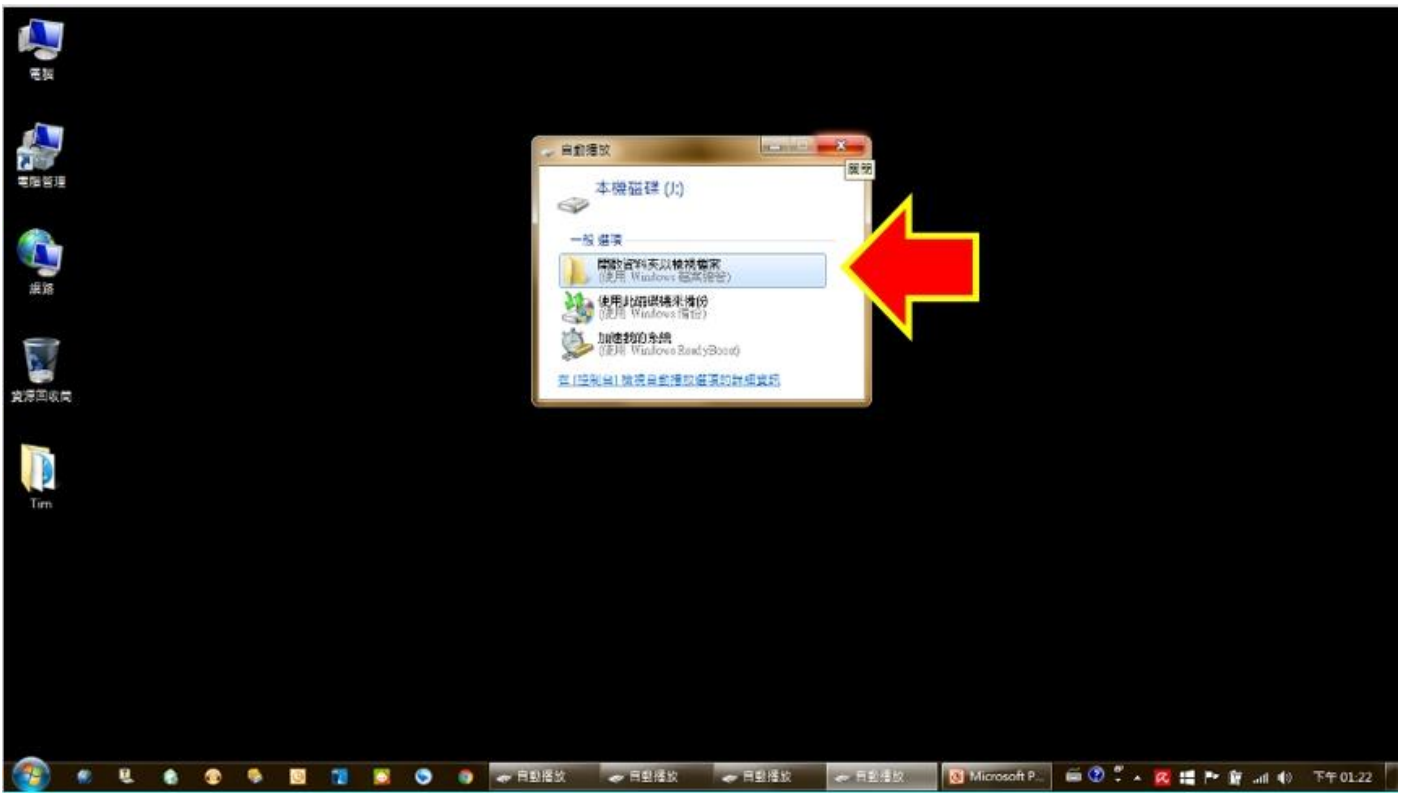 電腦
電腦管理
網路
資源回收筒
Tim
自動播放
關閉
本機磁碟 (J:)
一般 選項
開啟資料夾以檢視檔案
(使用 Windows 檔案總管)
使用此磁碟機來備份
(使用 Windows 備份)
加速我的系統
(使用 Windows ReadyBoost)
在 [控制台] 檢視自動播放選項的詳細資訊
自動播放
自動播放
自動播放
自動播放
Microsoft P...
下午 01:22